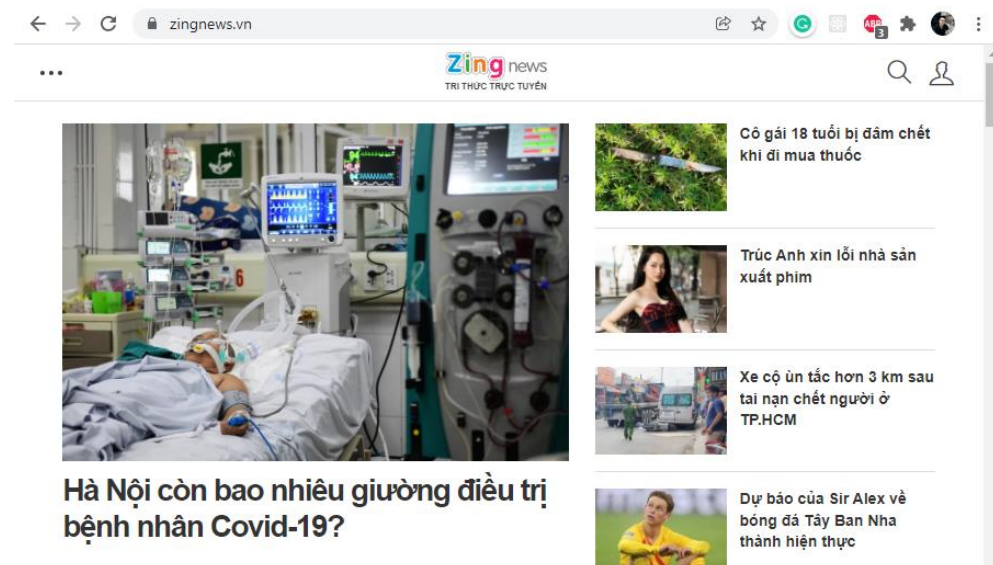 zingnews.vn
ABP
3
Zing news
TRI THỨC TRỰC TUYẾN
6
Hà Nội còn bao nhiêu giường điều trị
bệnh nhân Covid-19?
Cô gái 18 tuổi bị đâm chết
khi đi mua thuốc
Trúc Anh xin lỗi nhà sản
xuất phim
Xe cộ ùn tắc hơn 3 km sau
tai nạn chết người ở
TP.HCM
Dự báo của Sir Alex về
bóng đá Tây Ban Nha
thành hiện thực